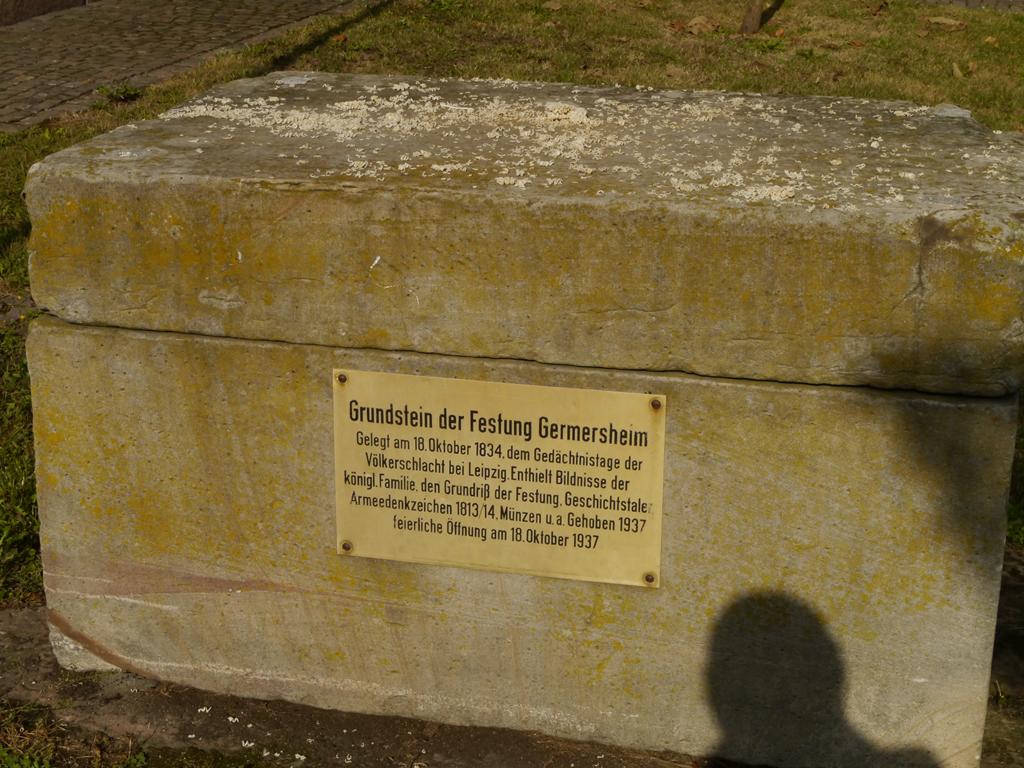 Grundstein der Festung Germersheim
Gelegt am 18.Oktober 1834, dem Gedächtnistage der
Völkerschlacht bei Leipzig. Enthielt Bildnisse der
königl.Familie, den Grundriß der Festung, Geschichtstaler,
Armeedenkzeichen 1813/14, Münzen u.a. Gehoben 1937
feierliche Öffnung am 18.Oktober 1937